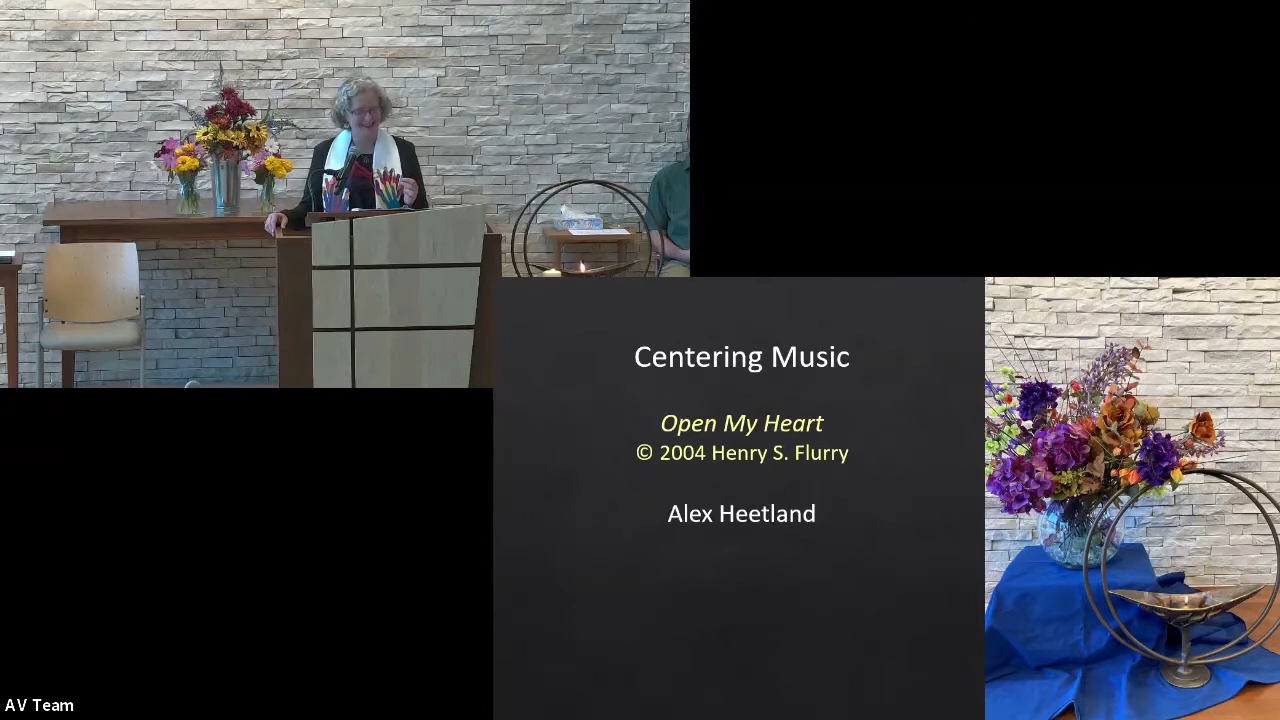 Centering Music
Open My Heart
© 2004 Henry S. Flurry
Alex Heetland
AV Team